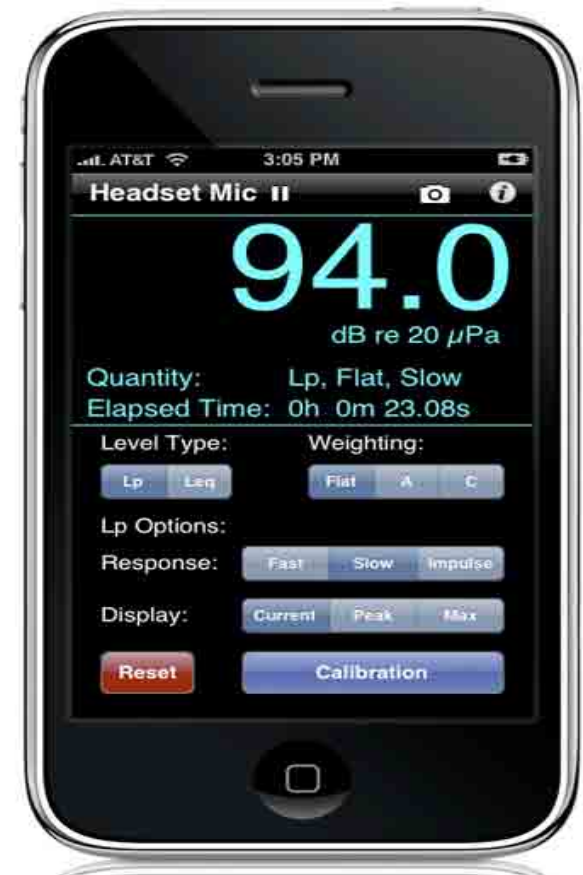 AT&T 3:05 PM
Headset Mic
94.0
dB re 20 µPa
Quantity: Lp, Flat, Slow
Elapsed Time: 0h 0m 23.08s
Level Type: Weighting:
Lp Leq Flat A C
Lp Options:
Response: Fast Slow Impulse
Display: Current Peak Max
Reset Calibration